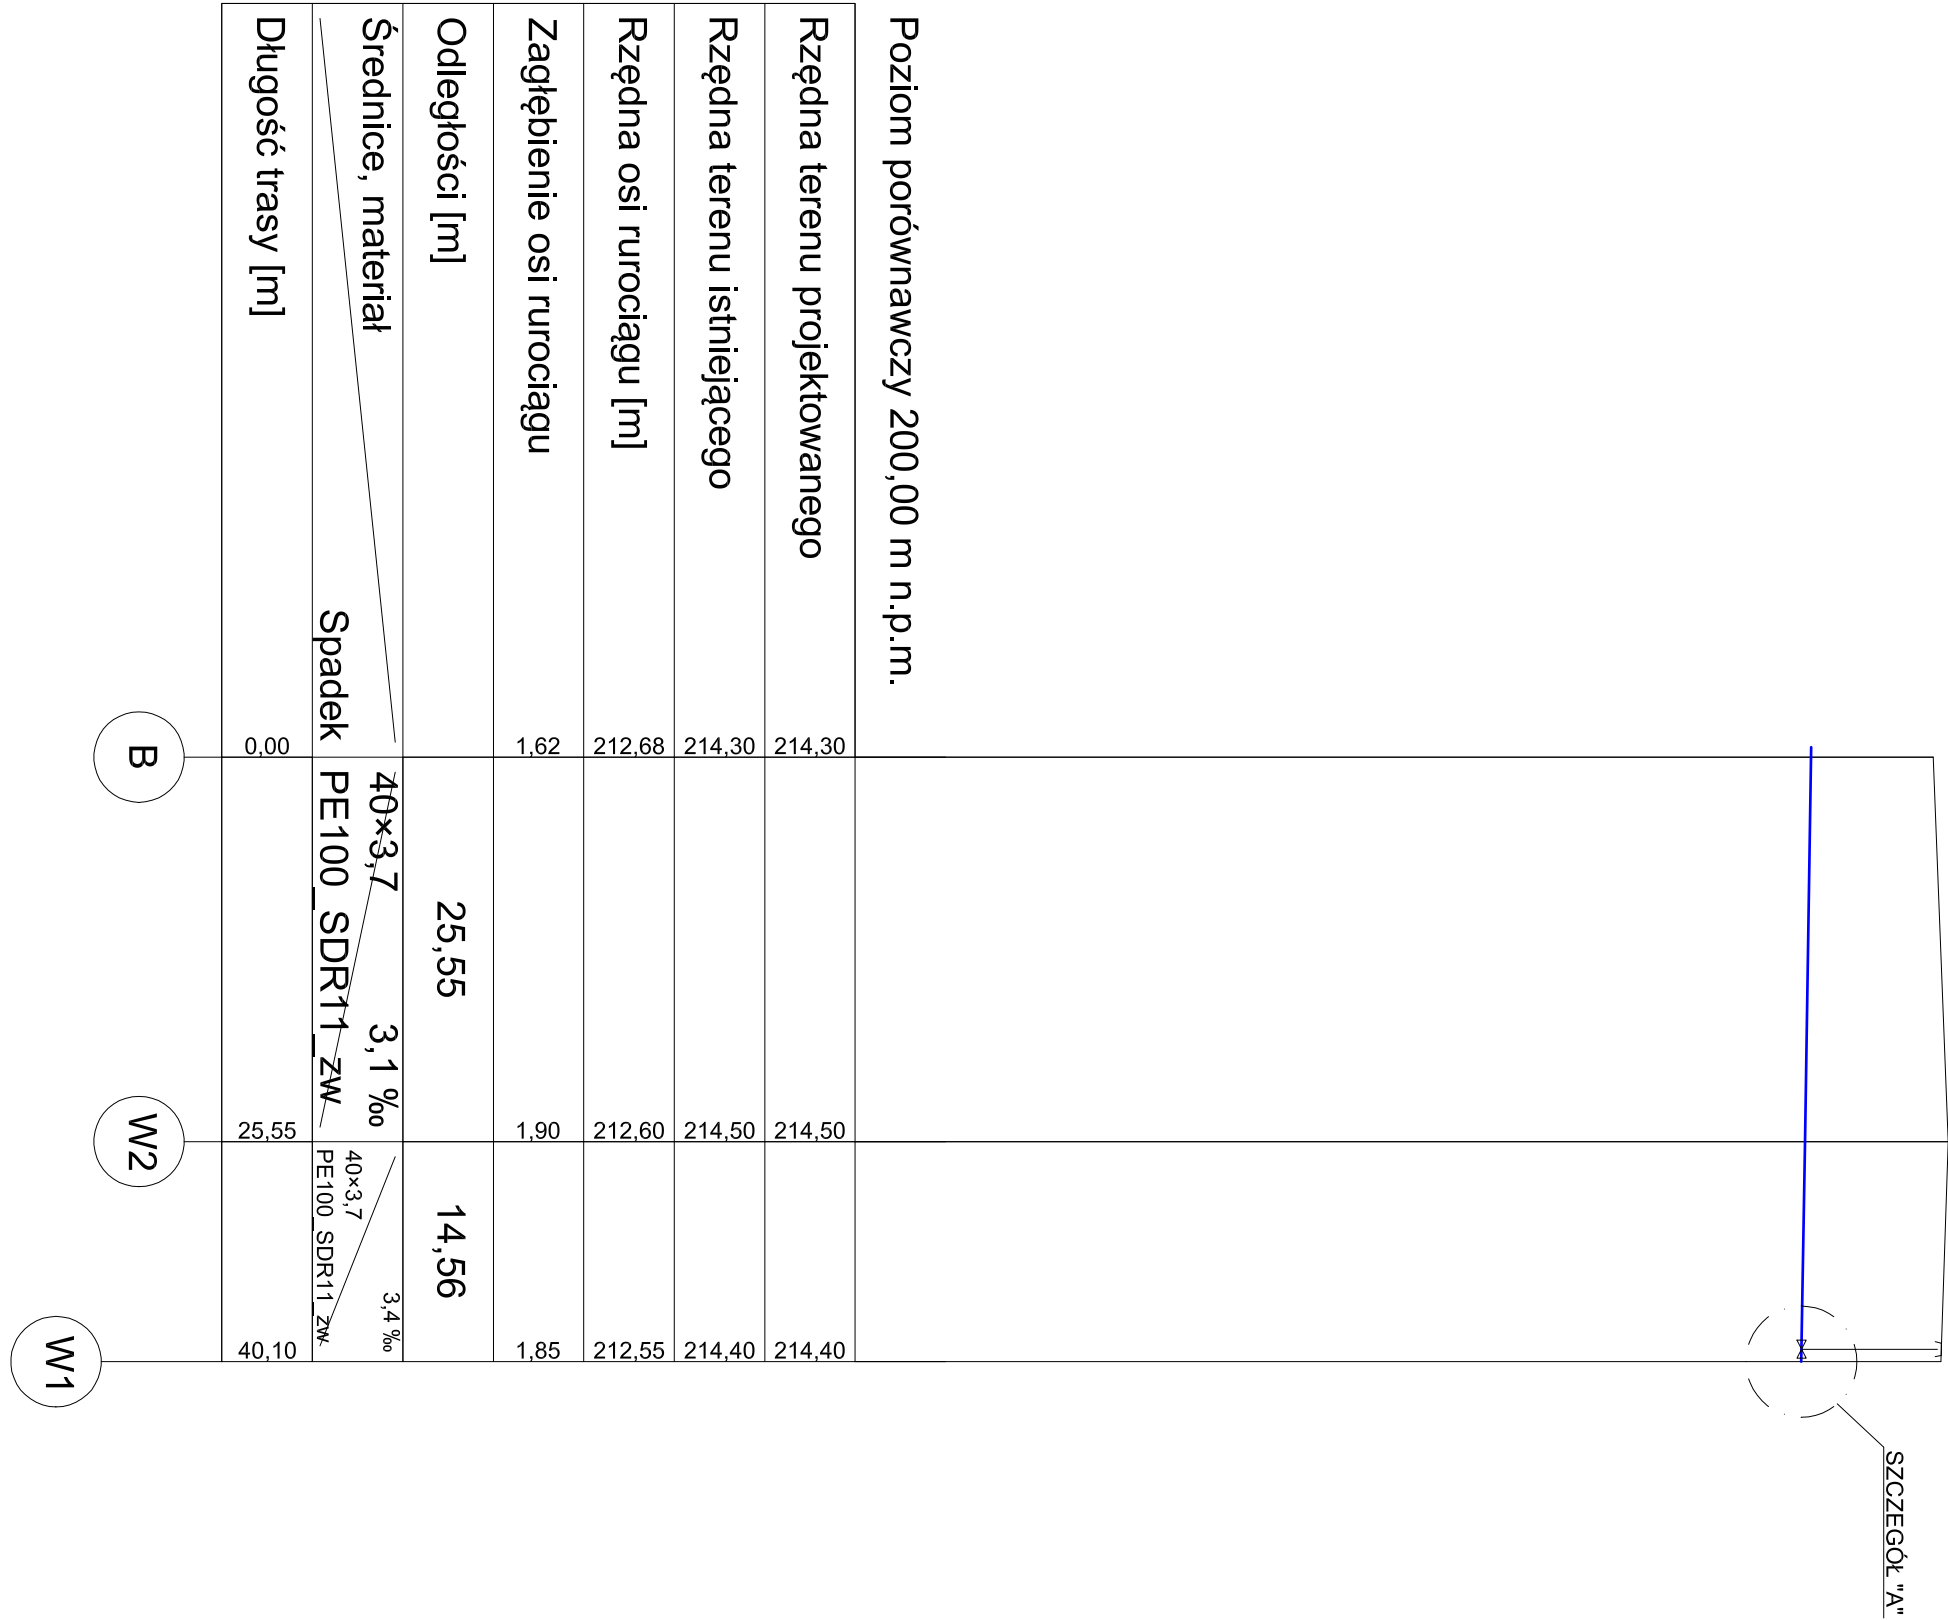 SZCZEGÓŁ "A"
Poziom porównawczy 200,00 m n.p.m.
Rzędna terenu projektowanego 214,30 214,50 214,40
Rzędna terenu istniejącego 214,30 214,50 214,40
Rzędna osi rurociągu [m] 212,68 212,60 212,55
Zagłębienie osi rurociągu 1,62 1,90 1,85
Odległości [m] 25,55 14,56
Średnice, materiał 40×3,7 3,1 ‰ 3,4 ‰
40×3,7
Spadek PE100_SDR11_zw PE100_SDR11_zw
Długość trasy [m] 0,00 25,55 40,10
B W2
W1